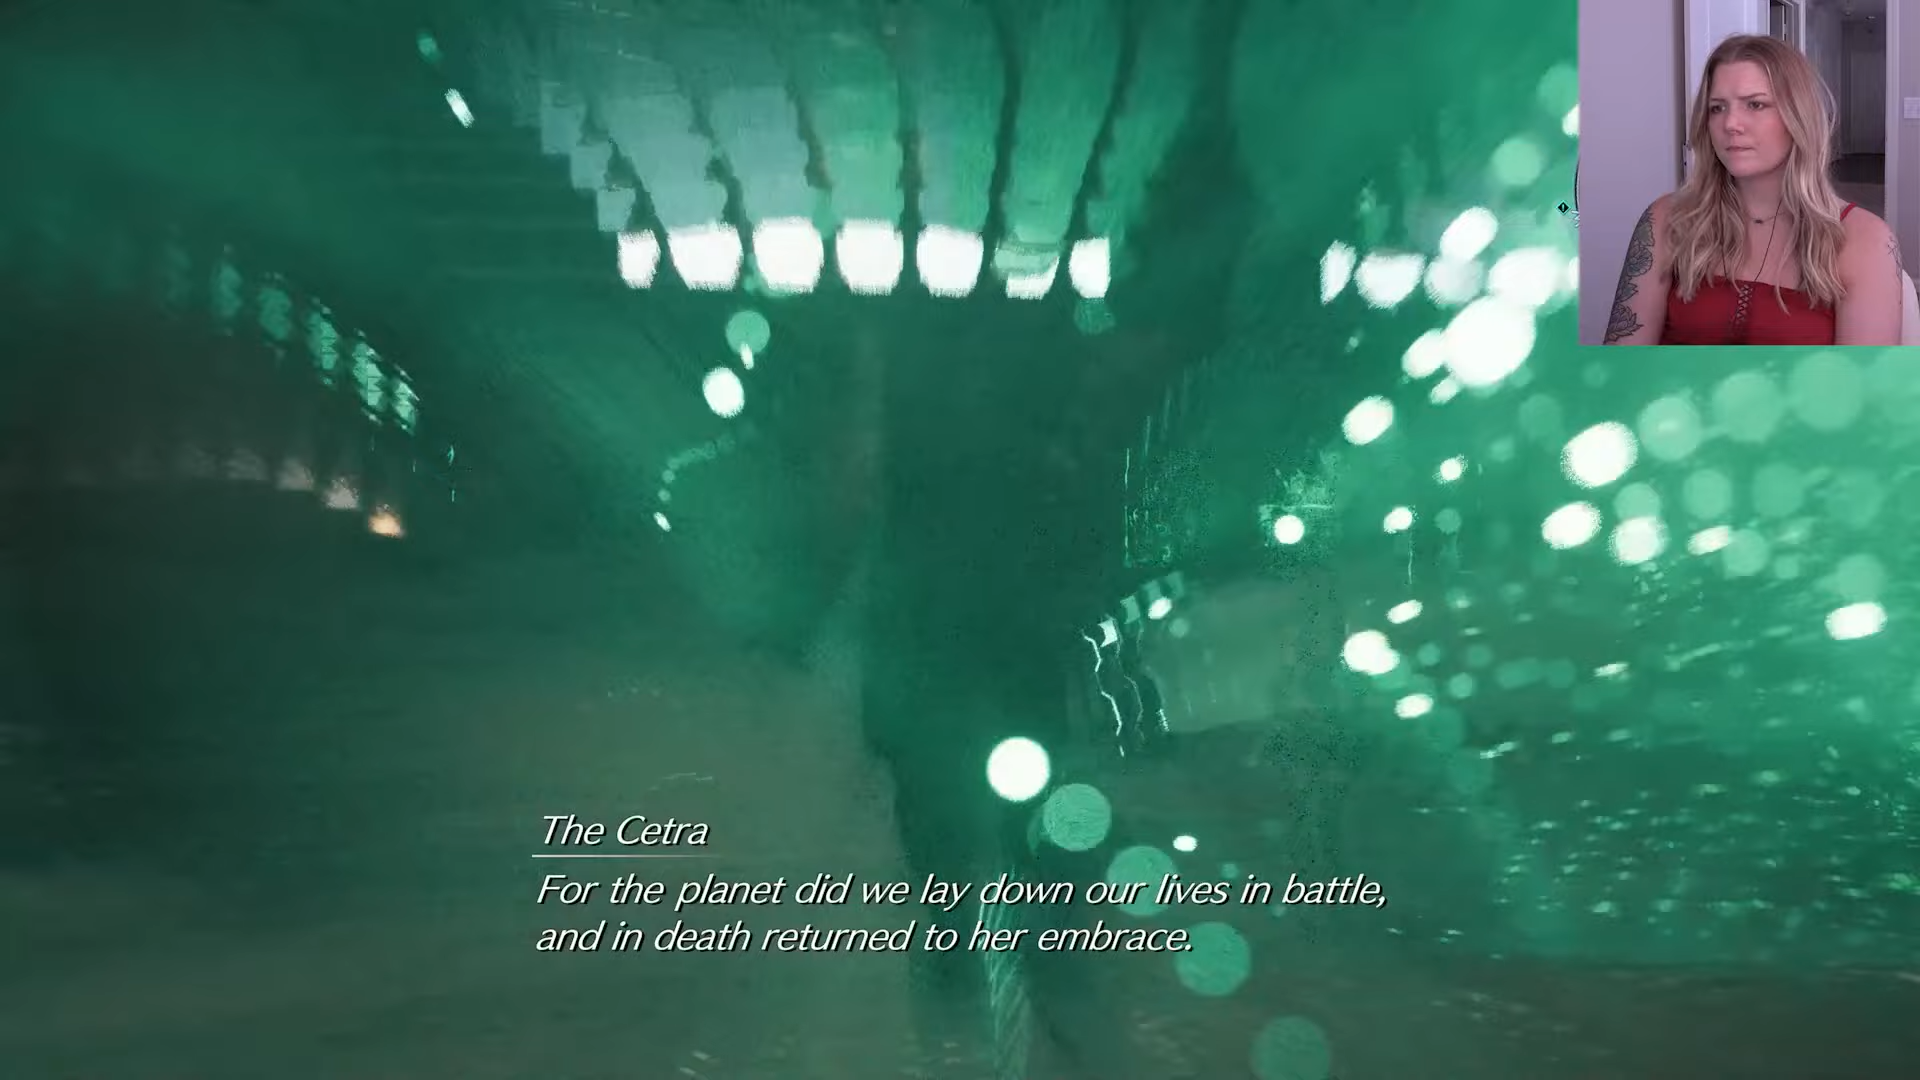 The Cetra
For the planet did we lay down our lives in battle,
and in death returned to her embrace.